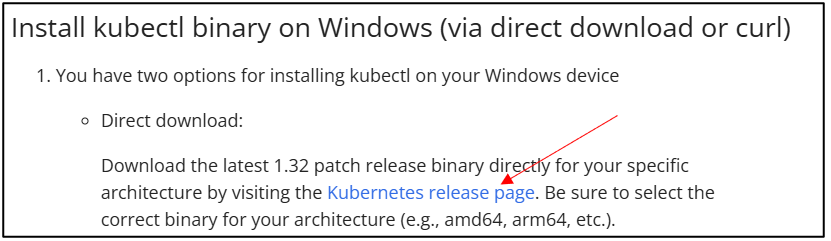 Install kubectl binary on Windows (via direct download or curl)
1. You have two options for installing kubectl on your Windows device
◦ Direct download:
Download the latest 1.32 patch release binary directly for your specific
architecture by visiting the Kubernetes release page. Be sure to select the
correct binary for your architecture (e.g., amd64, arm64, etc.).